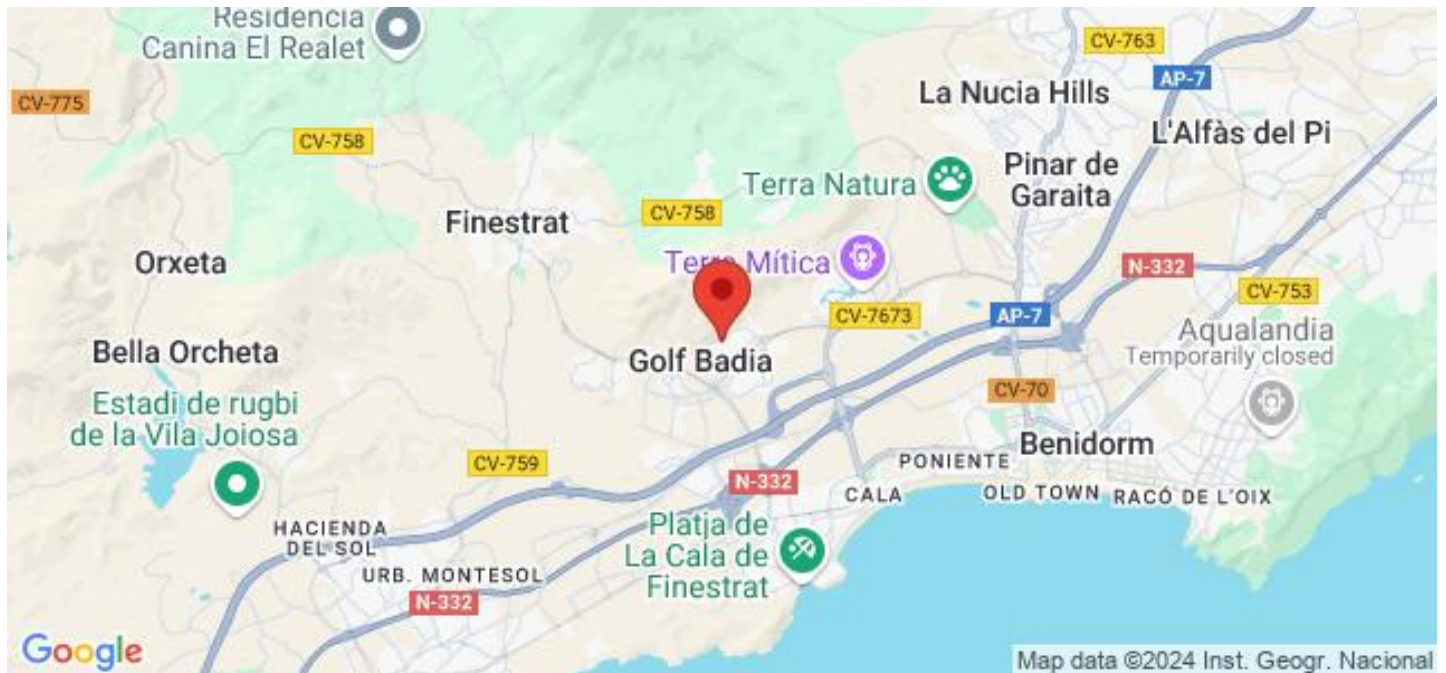 Residencia
Canina El Realet
CV-763
AP-7
La Nucia Hills
CV-775
CV-758
L'Alfàs del Pi
Pinar de
Garaita
Terra Natura
Finestrat
CV-758
Orxeta
Terra Mítica
N-332
CV-753
CV-7673
AP-7
Aqualandia
Temporarily closed
Bella Orcheta
Golf Badia
CV-70
Estadi de rugbi
de la Vila Joiosa
Benidorm
CV-759
PONIENTE
N-332
CALA
OLD TOWN
RACÓ DE L'OIX
HACIENDA
DEL SOL
Platja de
La Cala de
Finestrat
URB. MONTESOL
N-332
Google
Map data ©2024 Inst. Geogr. Nacional